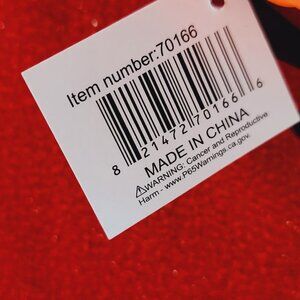 Item number:70166
8 21472 70166 6
MADE IN CHINA
⚠WARNING: Cancer and Reproductive
Harm - www.P65Warnings.ca.gov.